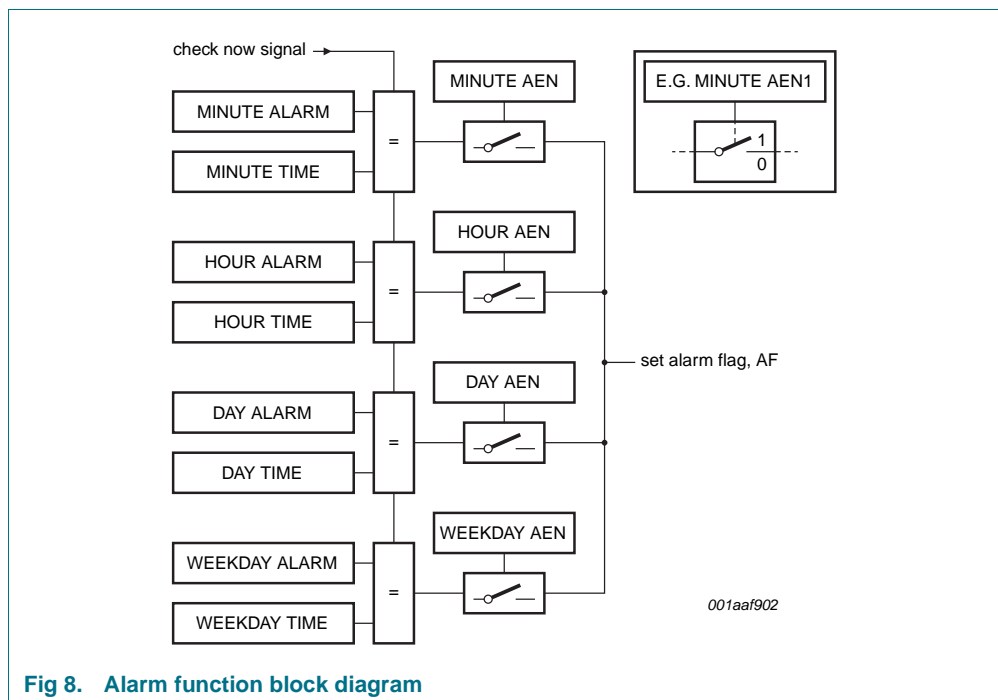 check now signal
MINUTE AEN
E.G. MINUTE AEN1
MINUTE ALARM
=
1
0
MINUTE TIME
HOUR AEN
HOUR ALARM
=
HOUR TIME
set alarm flag, AF
DAY AEN
DAY ALARM
=
DAY TIME
WEEKDAY AEN
WEEKDAY ALARM
=
WEEKDAY TIME
001aaf902
Fig 8. Alarm function block diagram